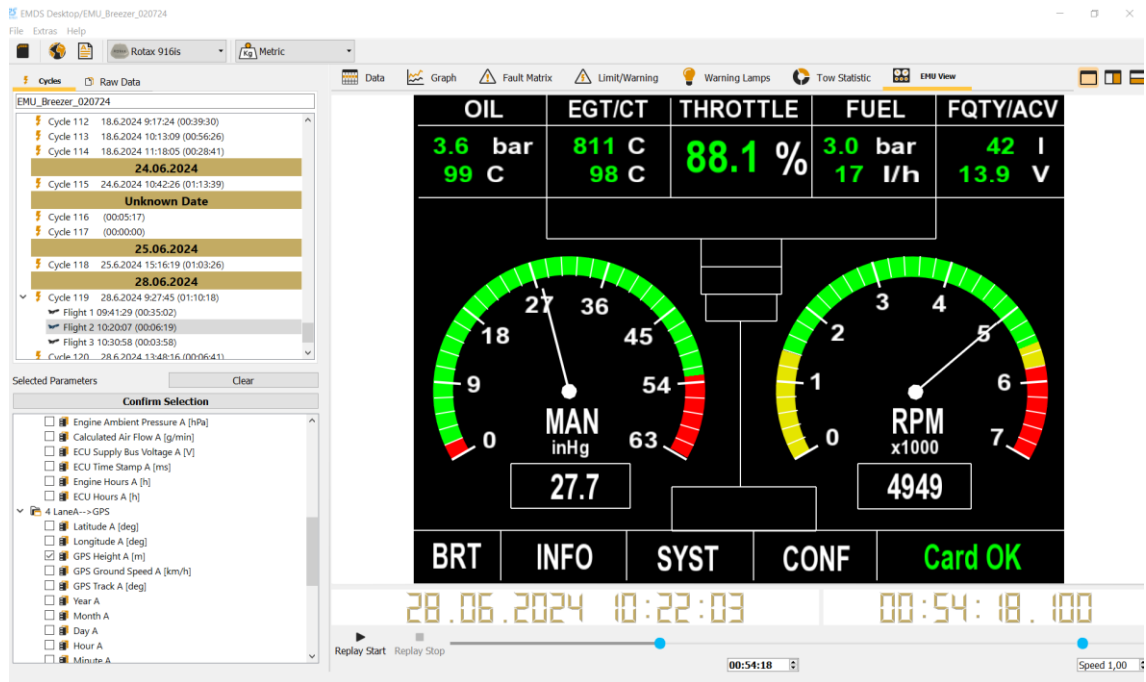 EMDS Desktop/EMU_Breezer_020724
File Extras Help
Rotax 916is
Kg Metric
Cycles Raw Data
EMU_Breezer_020724
Cycle 112 18.6.2024 9:17:24 (00:39:30)
Cycle 113 18.6.2024 10:13:09 (00:56:26)
Cycle 114 18.6.2024 11:18:05 (00:28:41)
24.06.2024
Cycle 115 24.6.2024 10:42:26 (01:13:39)
Unknown Date
Cycle 116 (00:05:17)
Cycle 117 (00:00:00)
25.06.2024
Cycle 118 25.6.2024 15:16:19 (01:03:26)
28.06.2024
Cycle 119 28.6.2024 9:27:45 (01:10:18)
Flight 1 09:41:29 (00:35:02)
Flight 2 10:20:07 (00:06:19)
Flight 3 10:30:58 (00:03:58)
Cycle 120 28.6.2024 13:48:16 (00:06:41)
Selected Parameters Clear
Confirm Selection
Engine Ambient Pressure A [hPa]
Calculated Air Flow A [g/min]
ECU Supply Bus Voltage A [V]
ECU Time Stamp A [ms]
Engine Hours A [h]
ECU Hours A [h]
4 LaneA-->GPS
Latitude A [deg]
Longitude A [deg]
GPS Height A [m]
GPS Ground Speed A [km/h]
GPS Track A [deg]
Year A
Month A
Day A
Hour A
Minute A
Data Graph Fault Matrix Limit/Warning Warning Lamps Tow Statistic EMU View
OIL EGT/CT THROTTLE FUEL FQTY/ACV
3.6 bar 811 C 88.1 % 3.0 bar 42 l
99 C 98 C 17 l/h 13.9 V
0 9 18 27 36 45 54 63
MAN
inHg
27.7
0 1 2 3 4 5 6 7
RPM
x1000
4949
BRT INFO SYST CONF Card OK
28.06.2024 10:22:03 00:54:18.100
Replay Start Replay Stop
00:54:18 Speed 1,00